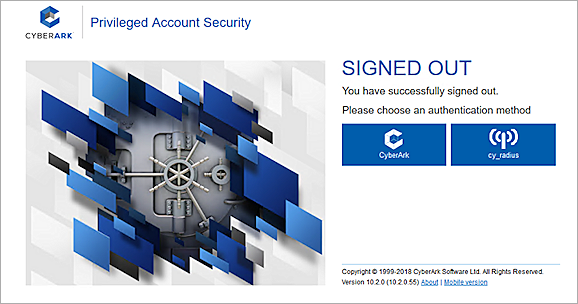 CYBERARK
Privileged Account Security
SIGNED OUT
You have successfully signed out.
Please choose an authentication method
CyberArk
cy_radius
Copyright © 1999-2018 CyberArk Software Ltd. All Rights Reserved.
Version 10.2.0 (10.2.0.55) About | Mobile version